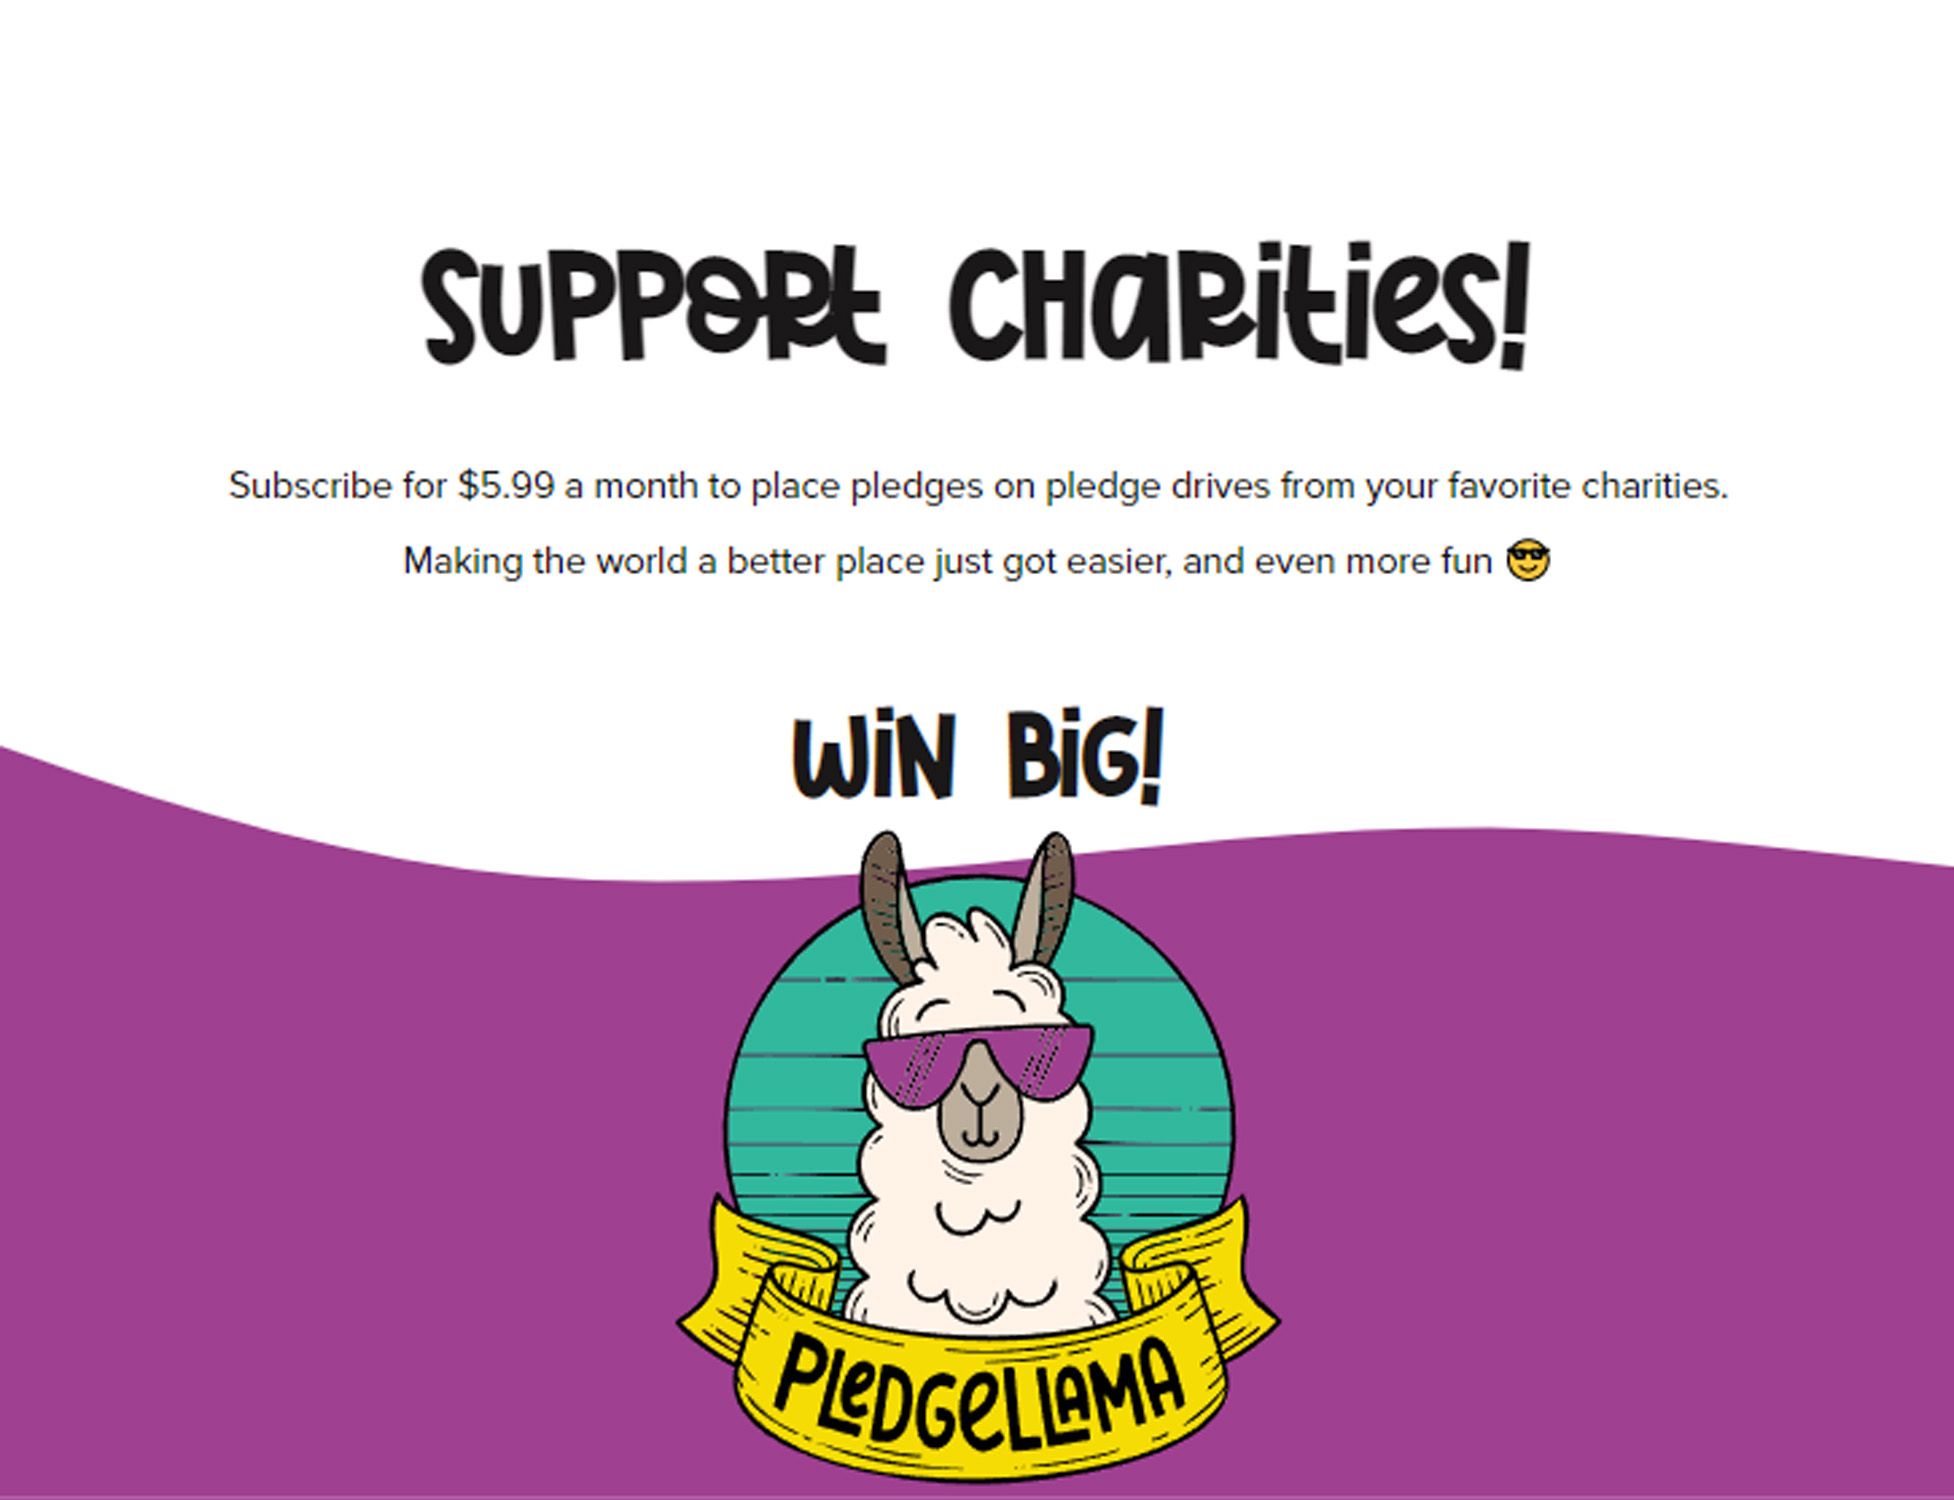 SUPPORt CHaRities!
Subscribe for $5.99 a month to place pledges on pledge drives from your favorite charities.
Making the world a better place just got easier, and even more fun 😎
WiN BiG!
PLeDGeLLAMA